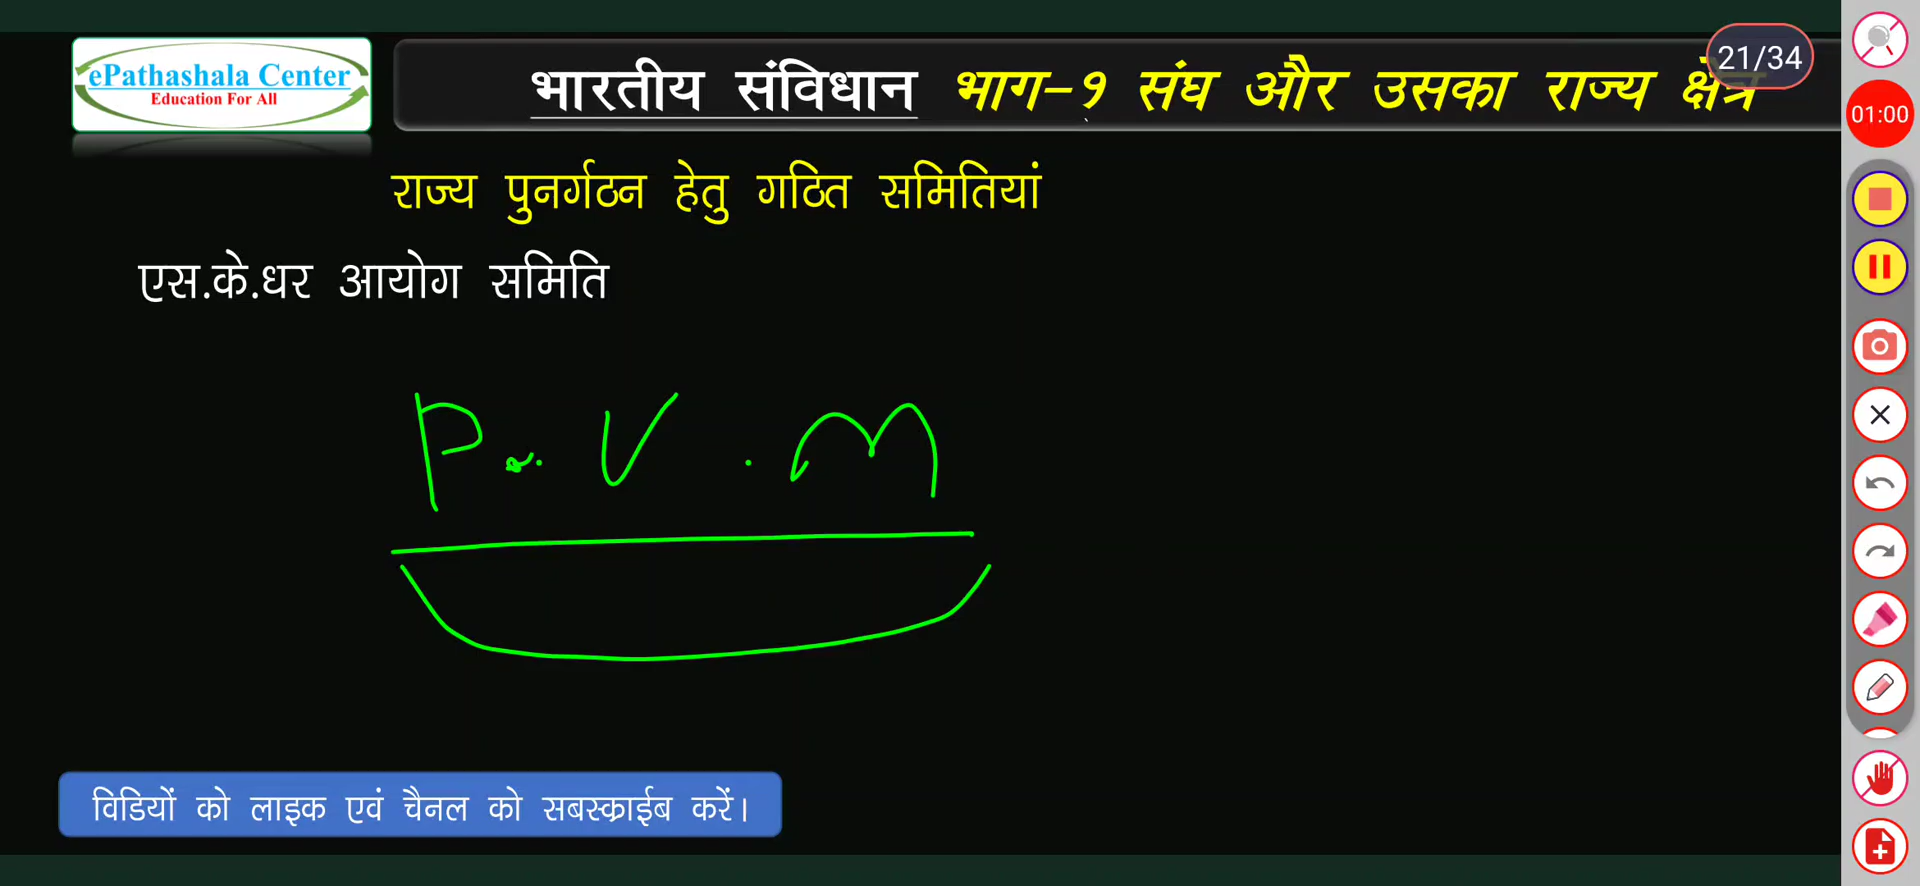 ePathashala Center
Education For All
भारतीय संविधान भाग-१ संघ और उसका राज्य क्षेत्र
21/34
01:00
राज्य पुनर्गठन हेतु गठित समितियां
एस.के.धर आयोग समिति
P. V. M
विडियों को लाइक एवं चैनल को सबस्क्राईब करें।